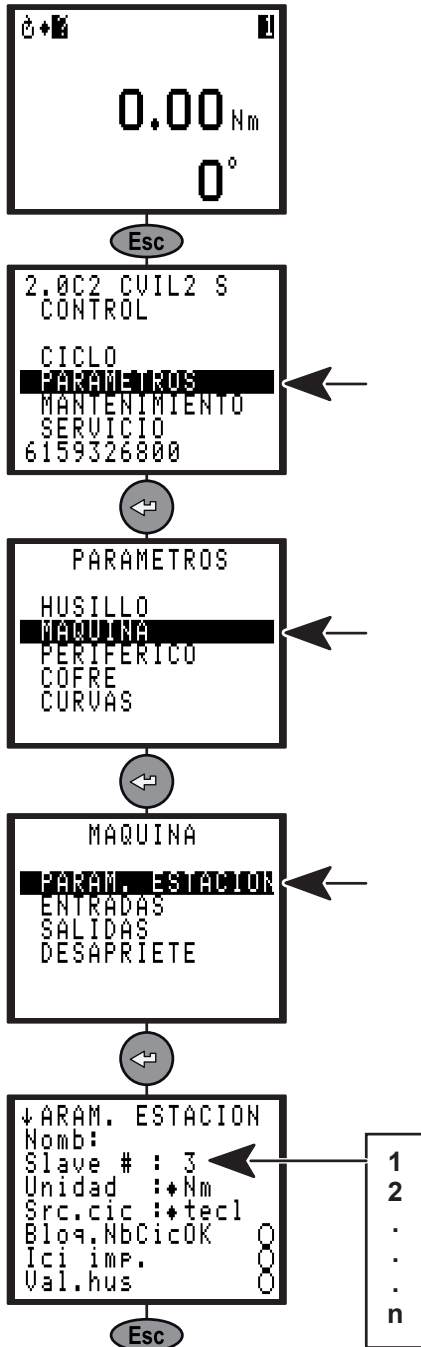 0.00 Nm
0°
Esc
2.0C2 CVIL2 S
CONTROL
CICLO
PARAMETROS
MANTENIMIENTO
SERVICIO
6159326800
PARAMETROS
HUSILLO
MAQUINA
PERIFERICO
COFRE
CURVAS
MAQUINA
PARAM. ESTACION
ENTRADAS
SALIDAS
DESAPRIETE
↓ARAM. ESTACION
Nomb:
Slave # : 3
Unidad :♦Nm
Src.cic :♦tecl
Bloq.NbCicOK
Ici imp.
Val.hus
1
2
.
.
.
n
Esc